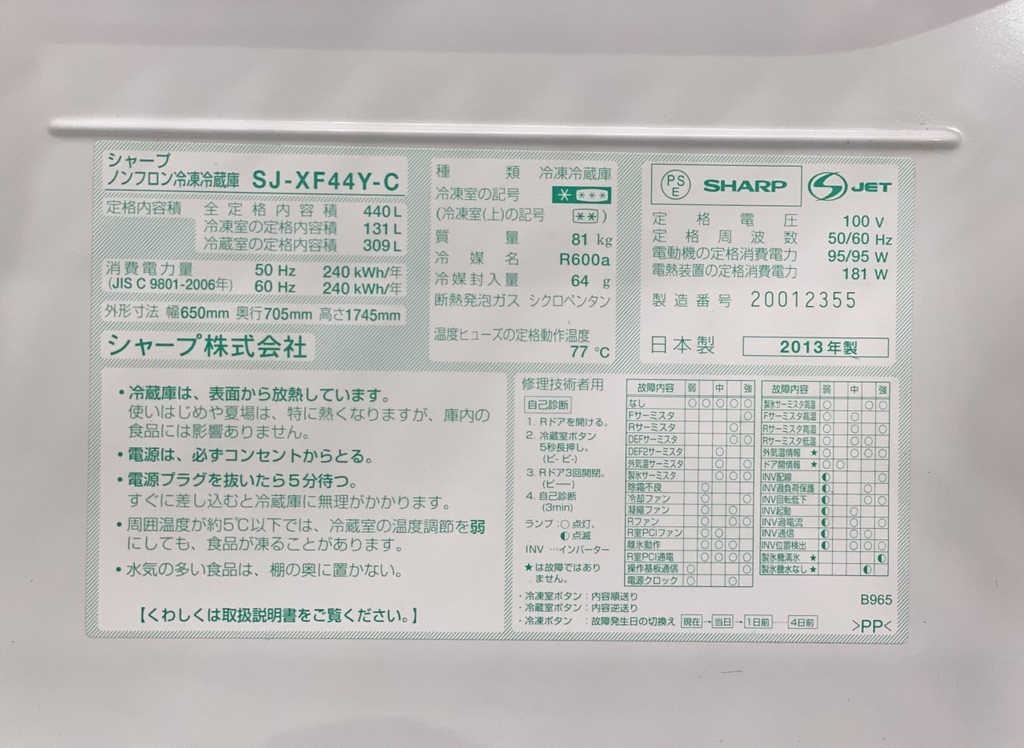 シャープ
ノンフロン冷凍冷蔵庫 SJ-XF44Y-C
定格内容積 全定格内容積 440 L
冷凍室の定格内容積 131 L
冷蔵室の定格内容積 309 L
消費電力量 50 Hz 240 kWh/年
(JIS C 9801-2006年) 60 Hz 240 kWh/年
外形寸法 幅650mm 奥行705mm 高さ1745mm
シャープ株式会社
種類 冷凍冷蔵庫
冷凍室の記号 ＊＊＊＊
(冷凍室(上)の記号 ＊＊)
質量 81 kg
冷媒名 R600a
冷媒封入量 64 g
断熱発泡ガス シクロペンタン
温度ヒューズの定格動作温度
77 ℃
PSE SHARP JET
定格電圧 100 V
定格周波数 50/60 Hz
電動機の定格消費電力 95/95 W
電熱装置の定格消費電力 181 W
製造番号 20012355
日本製 2013年製
・冷蔵庫は、表面から放熱しています。
使いはじめや夏場は、特に熱くなりますが、庫内の
食品には影響ありません。
・電源は、必ずコンセントからとる。
・電源プラグを抜いたら5分待つ。
すぐに差し込むと冷蔵庫に無理がかかります。
・周囲温度が約5℃以下では、冷蔵室の温度調節を弱
にしても、食品が凍ることがあります。
・水気の多い食品は、棚の奥に置かない。
【くわしくは取扱説明書をご覧ください。】
修理技術者用
自己診断
1. Rドアを開ける。
2. 冷蔵室ボタン
5秒長押し。
(ピ- ピ-)
3. Rドア3回開閉。
(ピ──)
4. 自己診断
(3min)
ランプ:○点灯、
◐点滅
INV …インバーター
★は故障ではあり
ません。
故障内容 弱 中 強
なし ○ ○ ○ ○ ○
Fサーミスタ ○
Rサーミスタ ○
DEFサーミスタ ○ ○
DEF2サーミスタ ○
外気温サーミスタ ○ ○
製氷サーミスタ ○ ○ ○
除霜不良 ○
冷却ファン ○ ○
凝縮ファン ○ ○
Rファン ○ ○ ○
R室PCIファン ○ ○
離氷動作 ○ ○ ○
R室PCI通電 ○ ○ ○ ○
操作基板通信 ○ ○
電源クロック ○ ○
故障内容 弱 中 強
製氷サーミスタ高温 ○ ○ ○
Fサーミスタ高温 ○ ○
Rサーミスタ高温 ○ ○ ○
Rサーミスタ低温 ○ ○ ○
外気温情報 ★
ドア開情報 ★ ○ ○
INV配線 ◐
INV過負荷保護 ◐ ○
INV回転低下 ◐ ○ ○
INV起動 ◐ ○
INV過電流 ◐ ○ ○
INV通信 ◐ ○ ○
INV位置検出 ◐ ○ ○ ○
製氷機満氷 ★ ◐
製氷機水なし ★ ◐
・冷凍室ボタン:内容順送り
・冷蔵室ボタン:内容逆送り
・冷凍ボタン :故障発生日の切換え 現在→当日→1日前……4日前
B965
>PP<